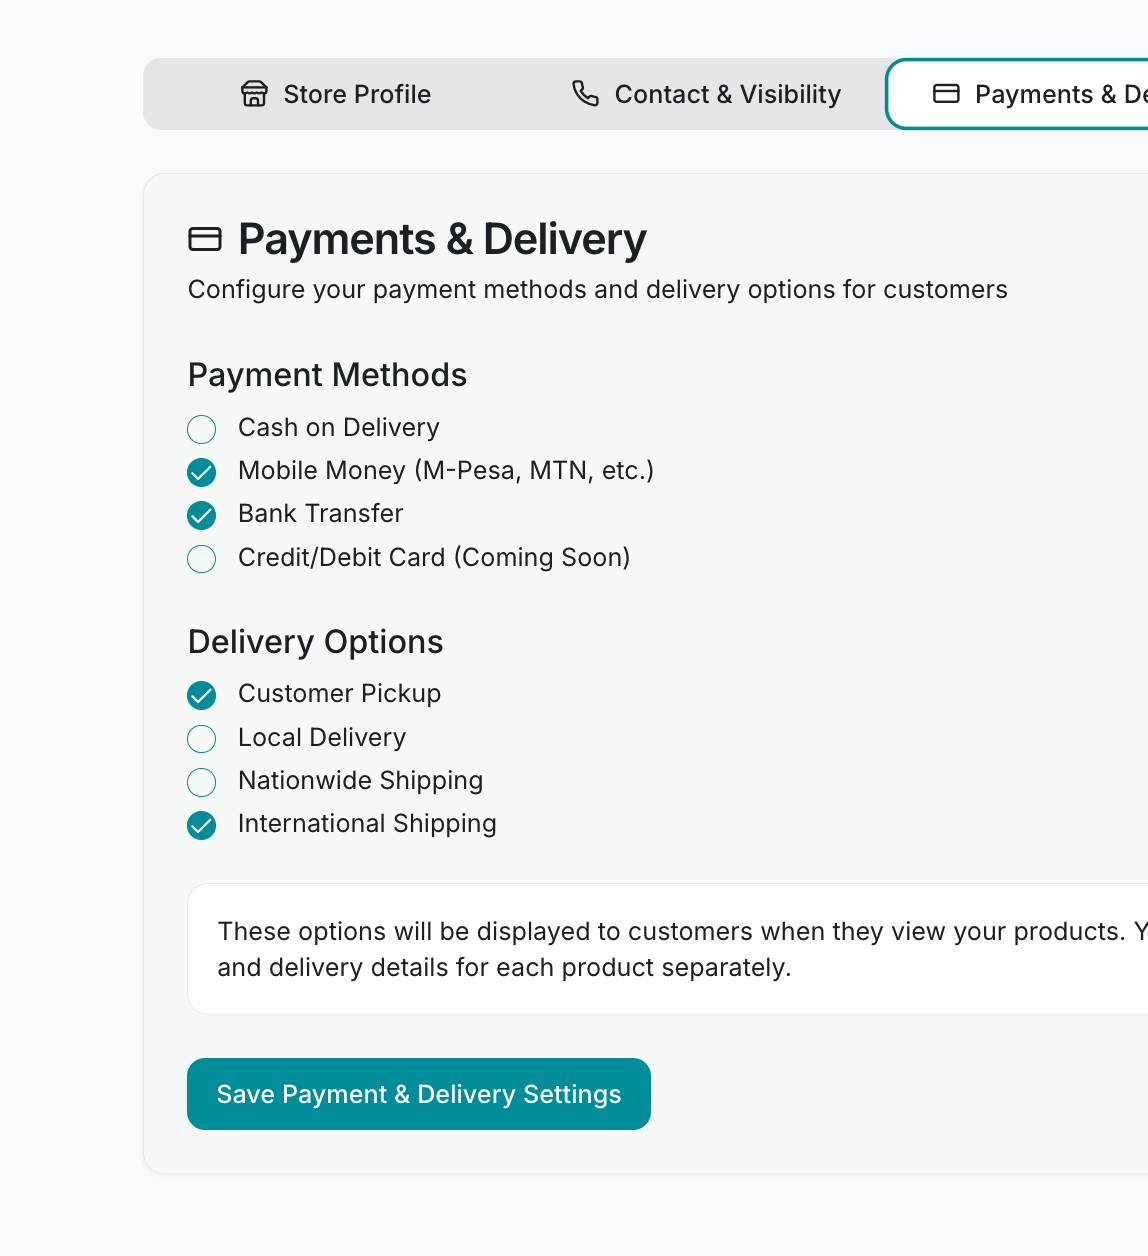 Store Profile
Contact & Visibility
Payments &
Payments & Delivery
Configure your payment methods and delivery options for customers
Payment Methods
Cash on Delivery
Mobile Money (M-Pesa, MTN, etc.)
Bank Transfer
Credit/Debit Card (Coming Soon)
Delivery Options
Customer Pickup
Local Delivery
Nationwide Shipping
International Shipping
These options will be displayed to customers when they view your products.
and delivery details for each product separately.
Save Payment & Delivery Settings